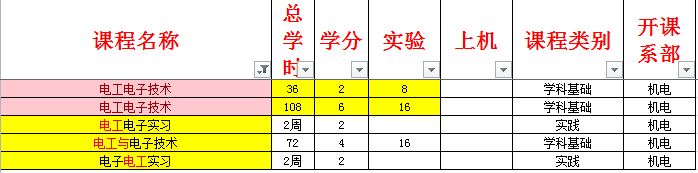 课程名称 总学时 学分 实验 上机 课程类别 开课系部
电工电子技术 36 2 8 学科基础 机电
电工电子技术 108 6 16 学科基础 机电
电工电子实习 2周 2 实践 机电
电工与电子技术 72 4 16 学科基础 机电
电子电工实习 2周 2 实践 机电